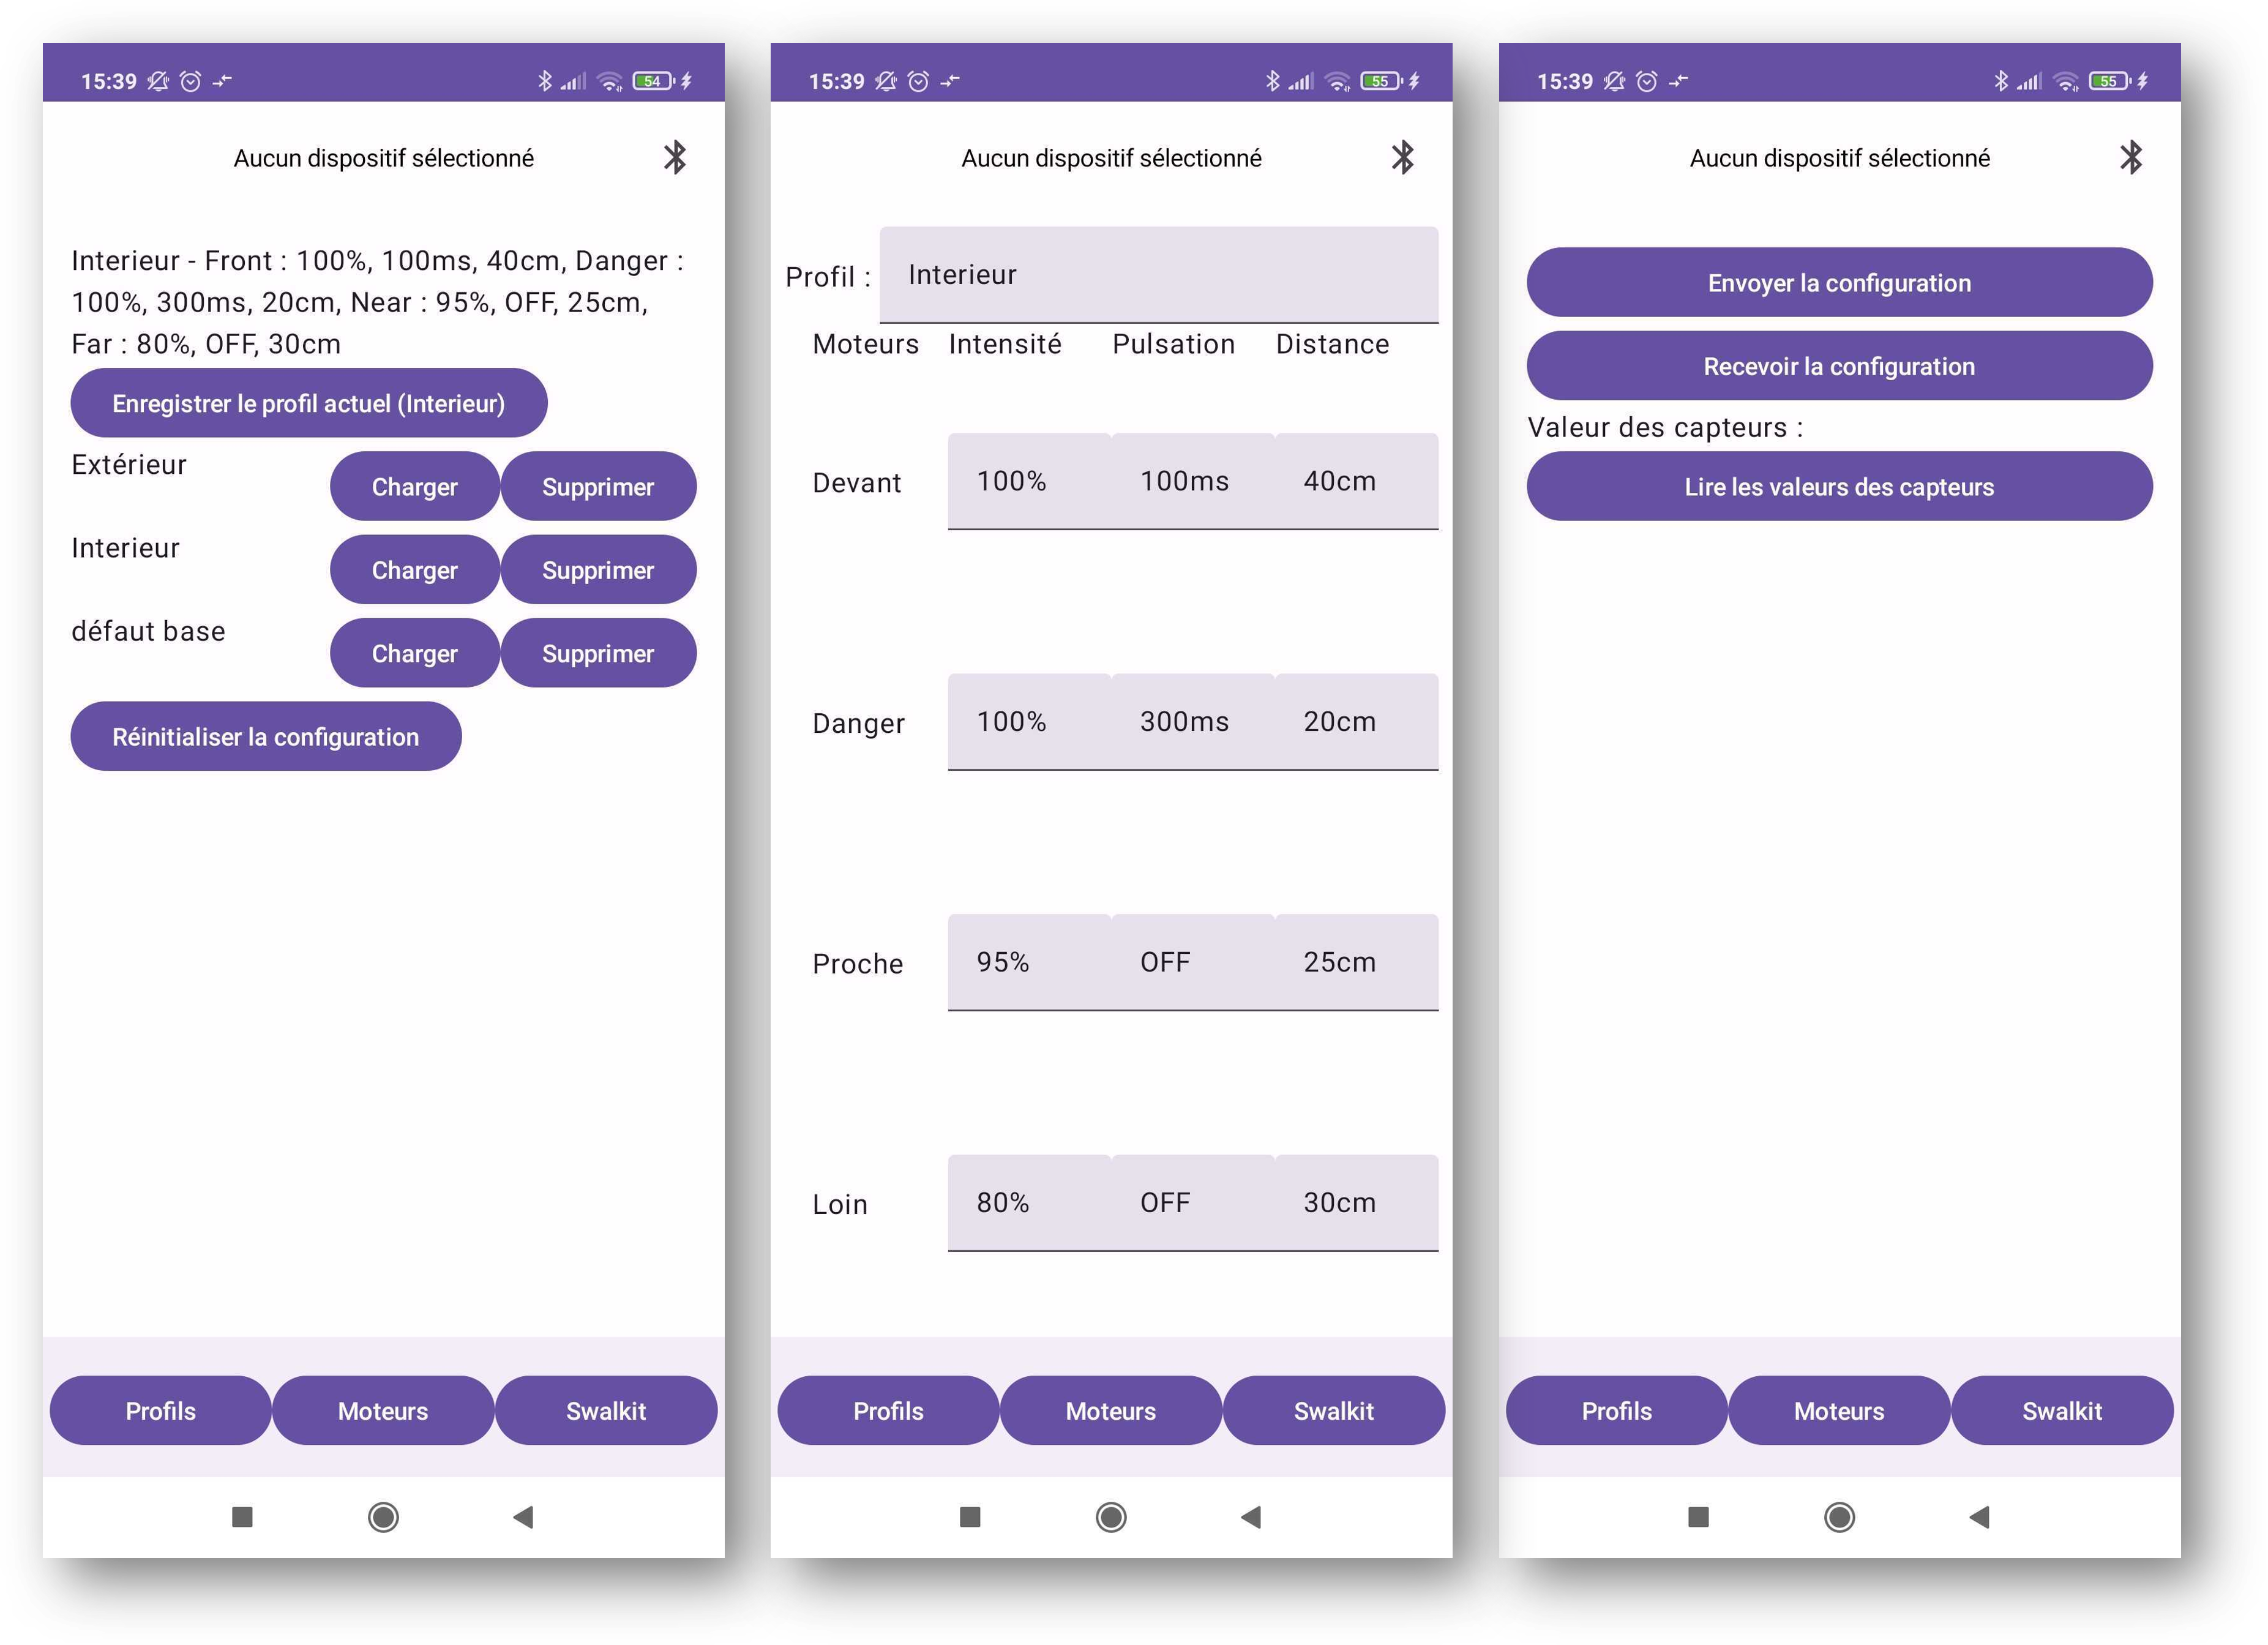 15:39
54
Aucun dispositif sélectionné
Interieur - Front : 100%, 100ms, 40cm, Danger :
100%, 300ms, 20cm, Near : 95%, OFF, 25cm,
Far : 80%, OFF, 30cm
Enregistrer le profil actuel (Interieur)
Extérieur
Charger
Supprimer
Interieur
Charger
Supprimer
défaut base
Charger
Supprimer
Réinitialiser la configuration
Profils
Moteurs
Swalkit
15:39
55
Aucun dispositif sélectionné
Profil :
Interieur
Moteurs Intensité Pulsation Distance
Devant 100% 100ms 40cm
Danger 100% 300ms 20cm
Proche 95% OFF 25cm
Loin 80% OFF 30cm
Profils
Moteurs
Swalkit
15:39
55
Aucun dispositif sélectionné
Envoyer la configuration
Recevoir la configuration
Valeur des capteurs :
Lire les valeurs des capteurs
Profils
Moteurs
Swalkit